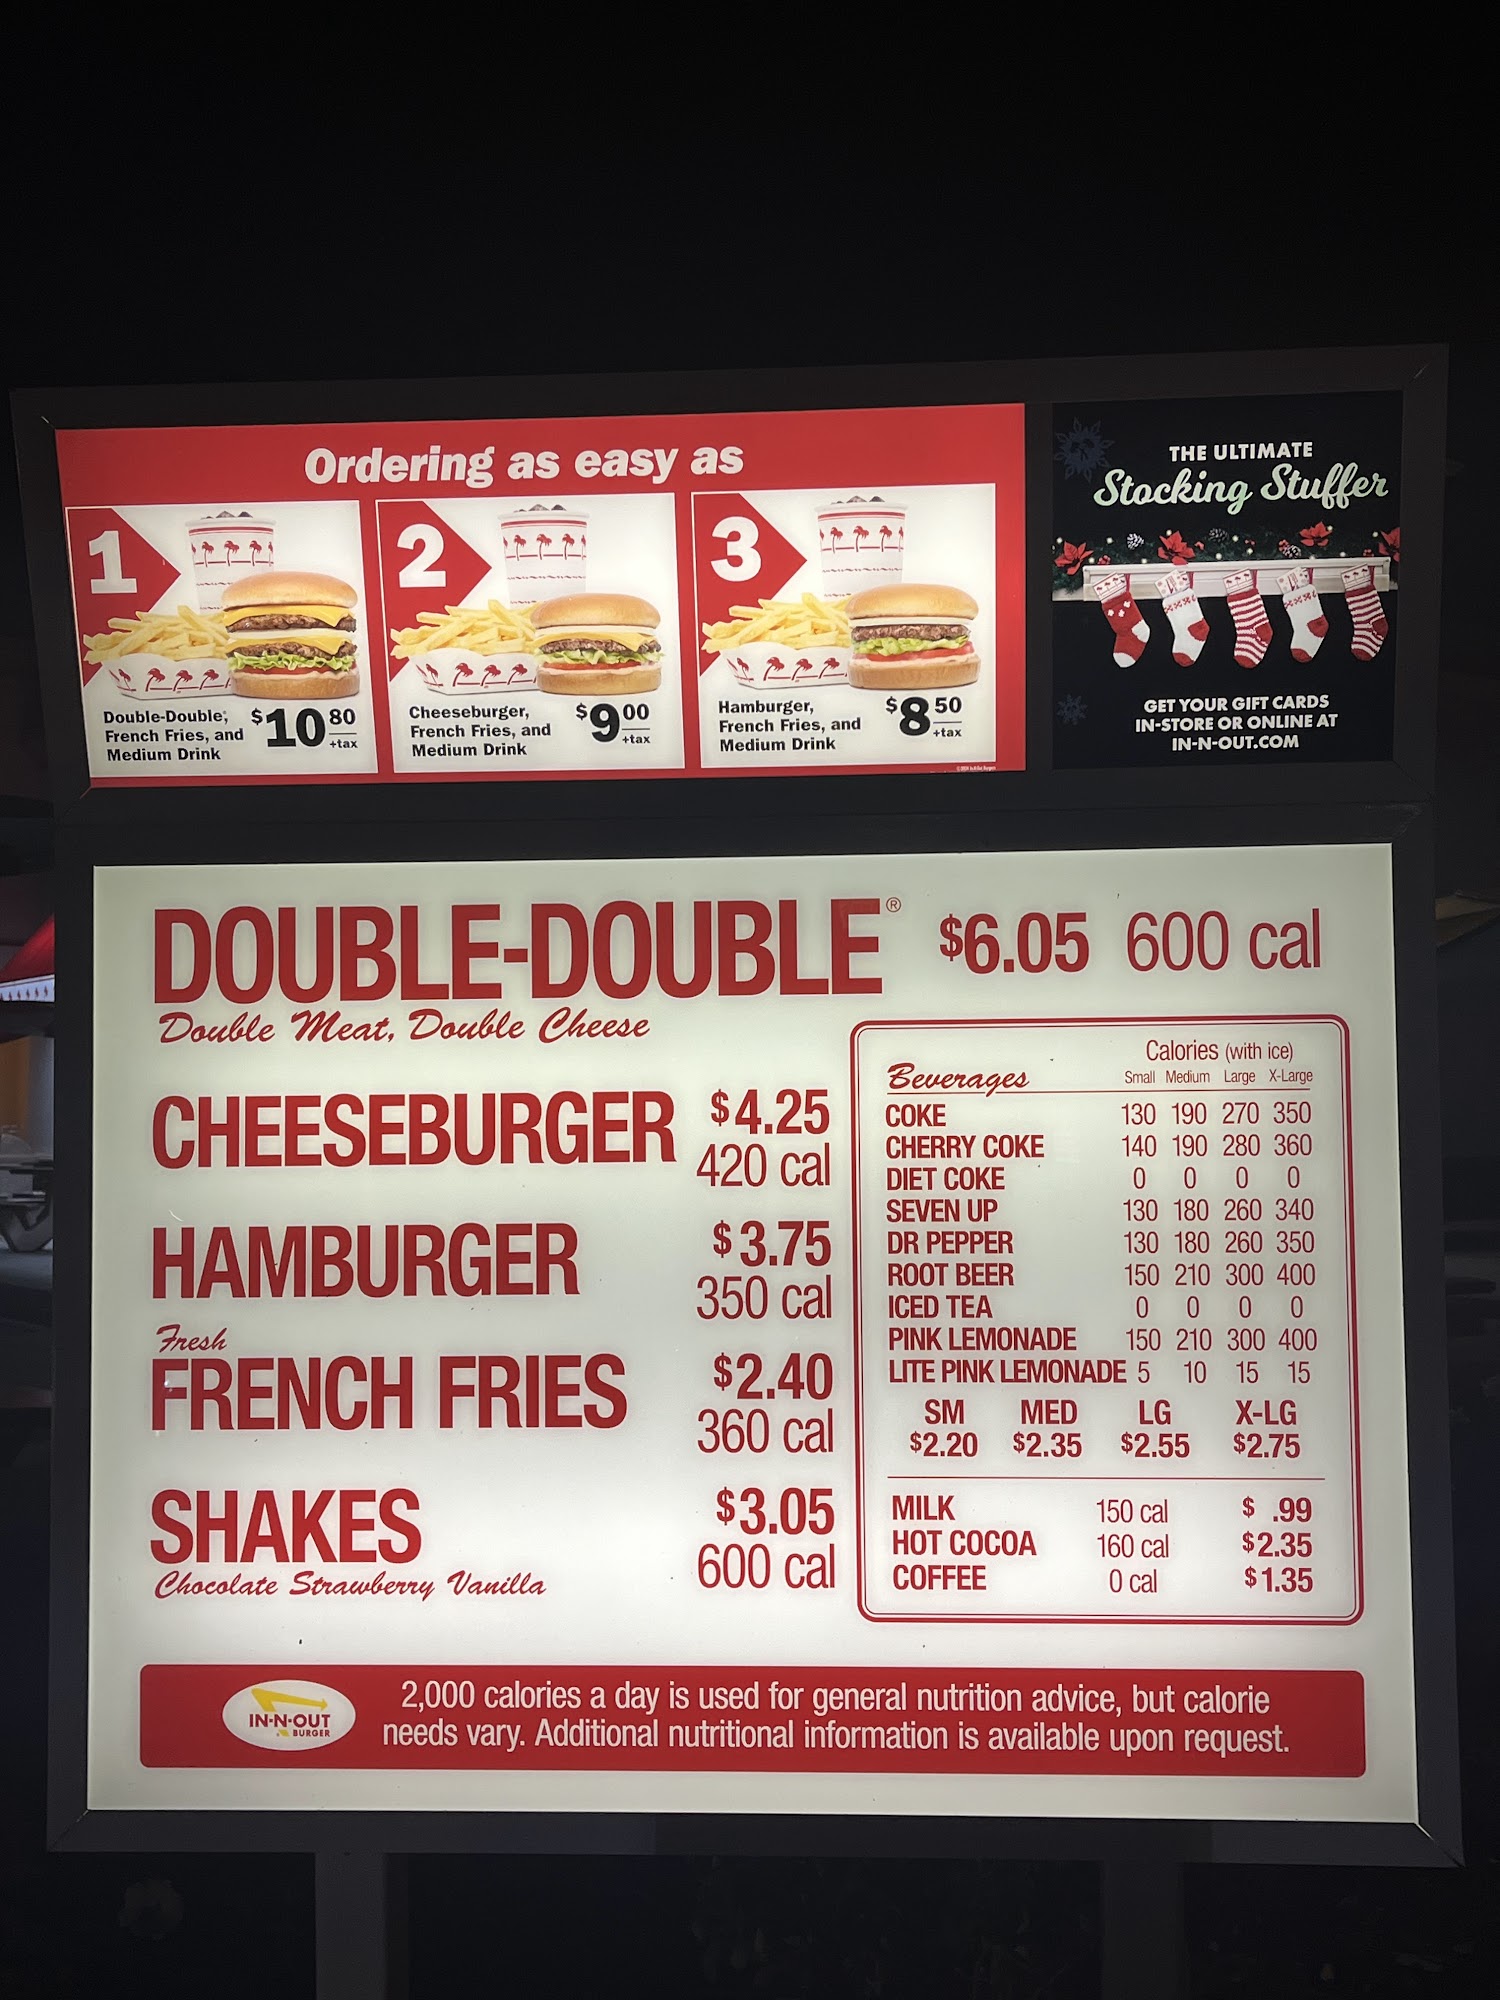 Ordering as easy as
1
Double-Double®,
French Fries, and
Medium Drink
$10 80
+tax
2
Cheeseburger,
French Fries, and
Medium Drink
$9 00
+tax
3
Hamburger,
French Fries, and
Medium Drink
$8 50
+tax
THE ULTIMATE
Stocking Stuffer
GET YOUR GIFT CARDS
IN-STORE OR ONLINE AT
IN-N-OUT.COM
DOUBLE-DOUBLE® $6.05 600 cal
Double Meat, Double Cheese
CHEESEBURGER $4.25
420 cal
HAMBURGER $3.75
350 cal
Fresh
FRENCH FRIES $2.40
360 cal
SHAKES $3.05
600 cal
Chocolate Strawberry Vanilla
Calories (with ice)
Beverages Small Medium Large X-Large
COKE 130 190 270 350
CHERRY COKE 140 190 280 360
DIET COKE 0 0 0 0
SEVEN UP 130 180 260 340
DR PEPPER 130 180 260 350
ROOT BEER 150 210 300 400
ICED TEA 0 0 0 0
PINK LEMONADE 150 210 300 400
LITE PINK LEMONADE 5 10 15 15
SM MED LG X-LG
$2.20 $2.35 $2.55 $2.75
MILK 150 cal $ .99
HOT COCOA 160 cal $2.35
COFFEE 0 cal $1.35
IN-N-OUT
BURGER
2,000 calories a day is used for general nutrition advice, but calorie
needs vary. Additional nutritional information is available upon request.